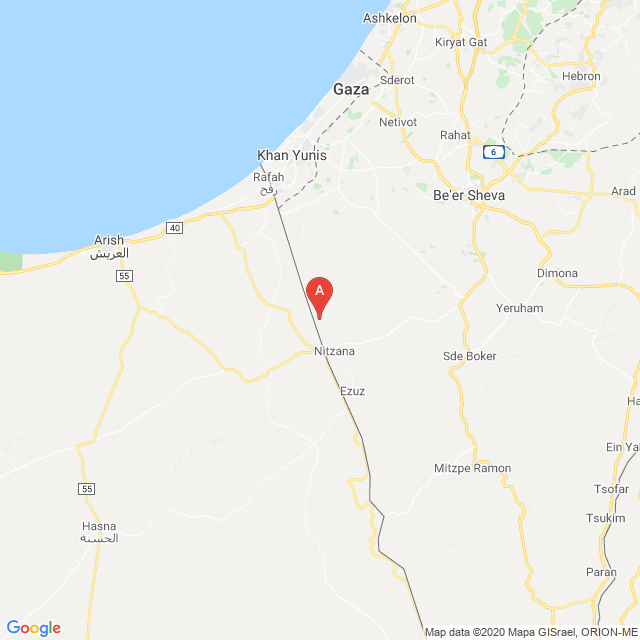 Ashkelon
Kiryat Gat
Sderot
Hebron
Gaza
Netivot
Rahat
6
Khan Yunis
Rafah
رفح
Be'er Sheva
Arad
40
Arish
العريش
55
Dimona
A
Yeruham
Nitzana
Sde Boker
Ezuz
Ha
Ein Ya
Mitzpe Ramon
55
Tsofar
Hasna
الحسنة
Tsukim
Paran
Google
Map data ©2020 Mapa GISrael, ORION-ME